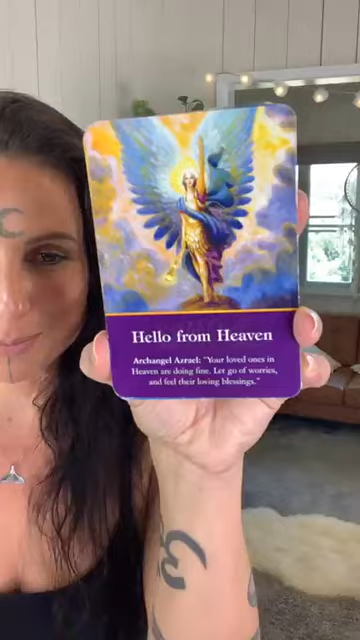 Hello from Heaven
Archangel Azrael: "Your loved ones in
Heaven are doing fine. Let go of worries,
and feel their loving blessings."